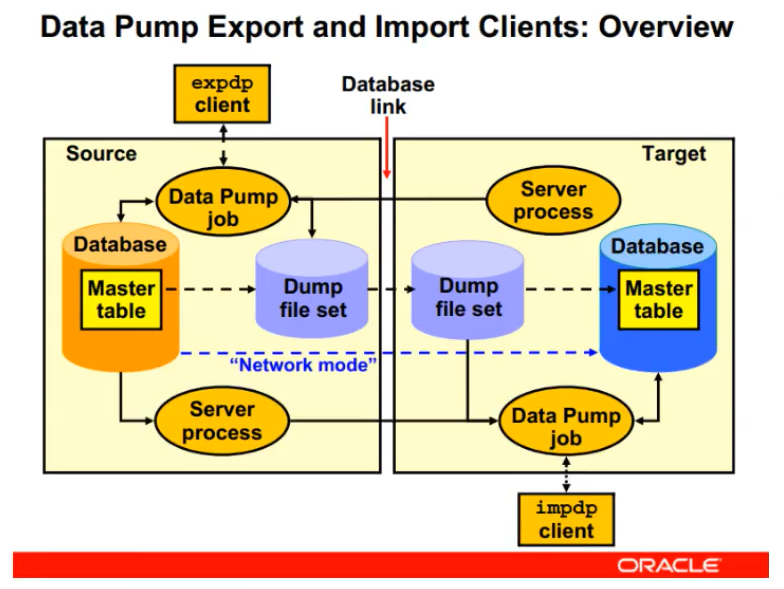 Data Pump Export and Import Clients: Overview
expdp
client
Database
link
Source
Target
Data Pump
job
Server
process
Database
Master
table
Dump
file set
Dump
file set
Database
Master
table
“Network mode”
Server
process
Data Pump
job
impdp
client
ORACLE